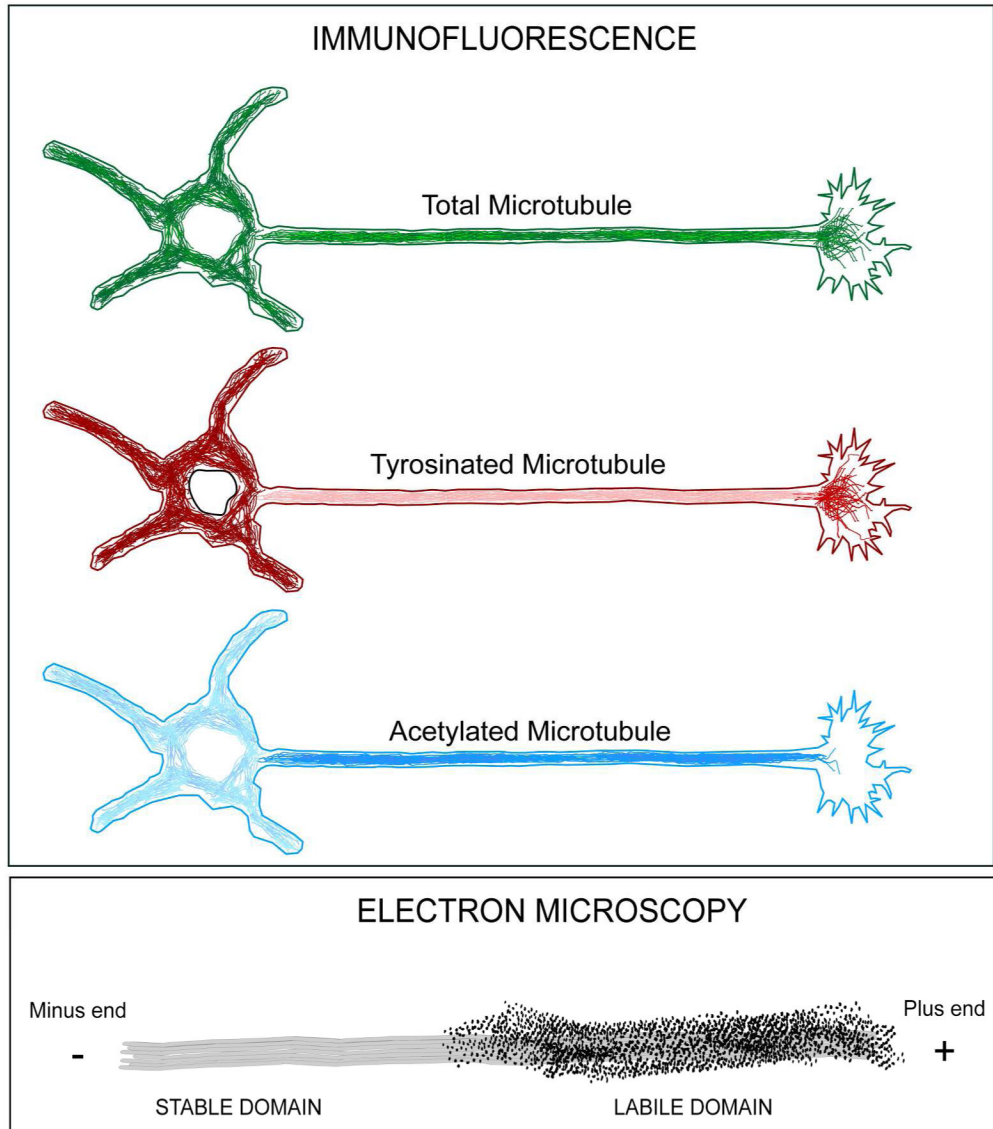 IMMUNOFLUORESCENCE
Total Microtubule
Tyrosinated Microtubule
Acetylated Microtubule
ELECTRON MICROSCOPY
Minus end
Plus end
-
+
STABLE DOMAIN
LABILE DOMAIN